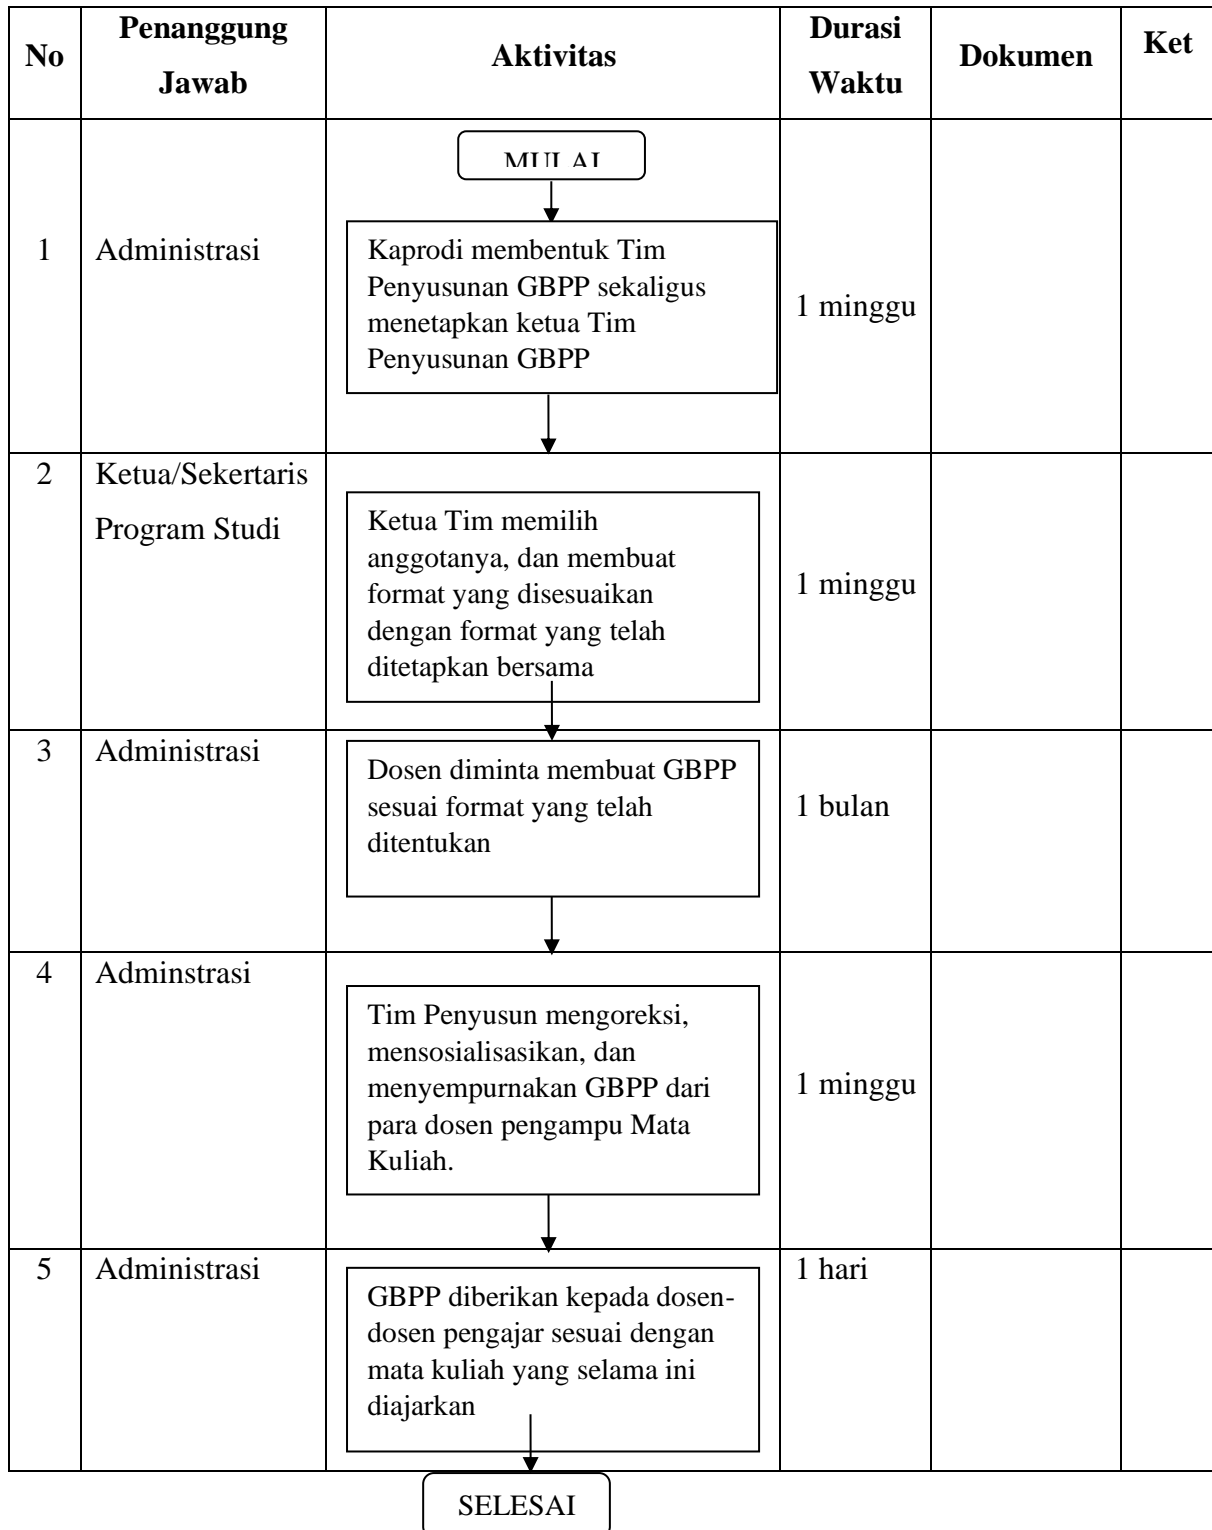 No
Penanggung
Jawab
Aktivitas
Durasi
Waktu
Dokumen
Ket
MULAI
1
Administrasi
Kaprodi membentuk Tim
Penyusunan GBPP sekaligus
menetapkan ketua Tim
Penyusunan GBPP
1 minggu
2
Ketua/Sekertaris
Program Studi
Ketua Tim memilih
anggotanya, dan membuat
format yang disesuaikan
dengan format yang telah
ditetapkan bersama
1 minggu
3
Administrasi
Dosen diminta membuat GBPP
sesuai format yang telah
ditentukan
1 bulan
4
Adminstrasi
Tim Penyusun mengoreksi,
mensosialisasikan, dan
menyempurnakan GBPP dari
para dosen pengampu Mata
Kuliah.
1 minggu
5
Administrasi
GBPP diberikan kepada dosen-
dosen pengajar sesuai dengan
mata kuliah yang selama ini
diajarkan
1 hari
SELESAI